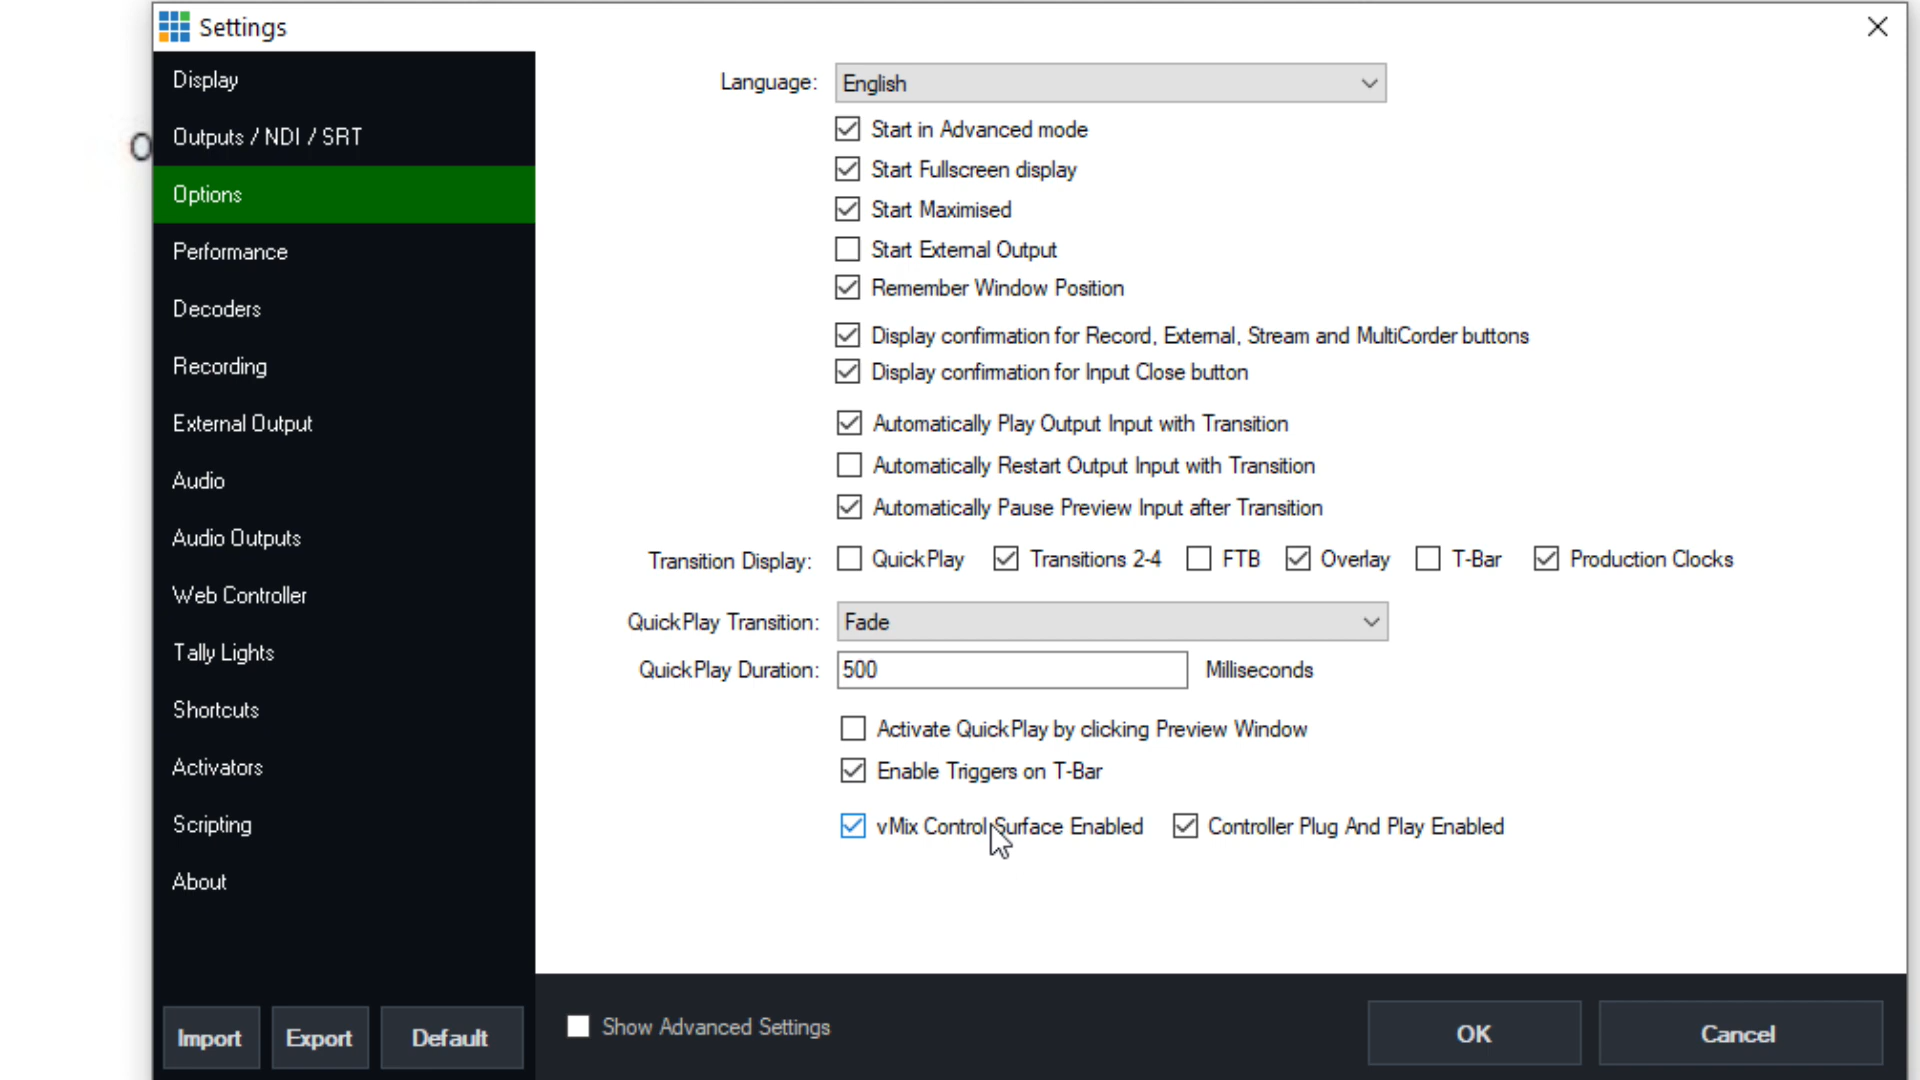 Settings
Display
Outputs / NDI / SRT
Options
Performance
Decoders
Recording
External Output
Audio
Audio Outputs
Web Controller
Tally Lights
Shortcuts
Activators
Scripting
About
Import Export Default
Language: English
Start in Advanced mode
Start Fullscreen display
Start Maximised
Start External Output
Remember Window Position
Display confirmation for Record, External, Stream and MultiCorder buttons
Display confirmation for Input Close button
Automatically Play Output Input with Transition
Automatically Restart Output Input with Transition
Automatically Pause Preview Input after Transition
Transition Display: QuickPlay Transitions 2-4 FTB Overlay T-Bar Production Clocks
QuickPlay Transition: Fade
QuickPlay Duration: 500 Milliseconds
Activate QuickPlay by clicking Preview Window
Enable Triggers on T-Bar
vMix Control Surface Enabled Controller Plug And Play Enabled
Show Advanced Settings OK Cancel